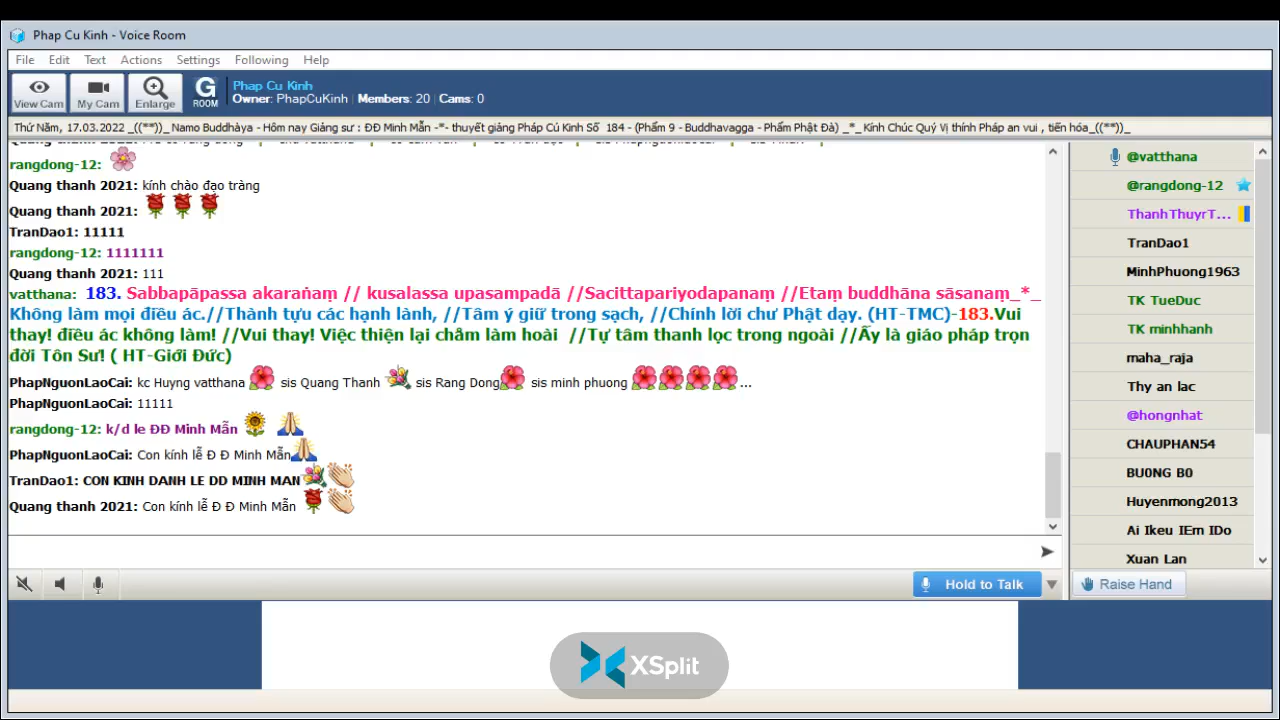 Phap Cu Kinh - Voice Room
File Edit Text Actions Settings Following Help
View Cam My Cam Enlarge G ROOM
Phap Cu Kinh
Owner: PhapCuKinh Members: 20 Cams: 0
Thứ Năm, 17.03.2022 _((**))_ Namo Buddhàya - Hôm nay Giảng sư : ĐĐ Minh Mẫn -*- thuyết giảng Pháp Cú Kinh Số 184 - (Phẩm 9 - Buddhavagga - Phẩm Phật Đà) _*_ Kính Chúc Quý Vị thính Pháp an vui , tiến hóa_((**))_
rangdong-12:
Quang thanh 2021: kính chào đạo tràng
Quang thanh 2021:
TranDao1: 11111
rangdong-12: 1111111
Quang thanh 2021: 111
vatthana: 183. Sabbapāpassa akaraṅaṃ // kusalassa upasampadā //Sacittapariyodapanaṃ //Etaṃ buddhāna sāsanaṃ_*_
Không làm mọi điều ác.//Thành tựu các hạnh lành, //Tâm ý giữ trong sạch, //Chính lời chư Phật dạy. (HT-TMC)-183.Vui
thay! điều ác không làm! //Vui thay! Việc thiện lại chăm làm hoài //Tự tâm thanh lọc trong ngoài //Ấy là giáo pháp trọn
đời Tôn Sư! ( HT-Giới Đức)
PhapNguonLaoCai: kc Huyng vatthana sis Quang Thanh sis Rang Dong sis minh phuong ...
PhapNguonLaoCai: 11111
rangdong-12: k/d le ĐĐ Minh Mẫn
PhapNguonLaoCai: Con kính lễ Đ Đ Minh Mẫn
TranDao1: CON KINH DANH LE DD MINH MAN
Quang thanh 2021: Con kính lễ Đ Đ Minh Mẫn
Hold to Talk
@vatthana
@rangdong-12
ThanhThuyrT...
TranDao1
MinhPhuong1963
TK TueDuc
TK minhhanh
maha_raja
Thy an lac
@hongnhat
CHAUPHAN54
BU0NG B0
Huyenmong2013
Ai Ikeu IEm IDo
Xuan Lan
Raise Hand
XSplit